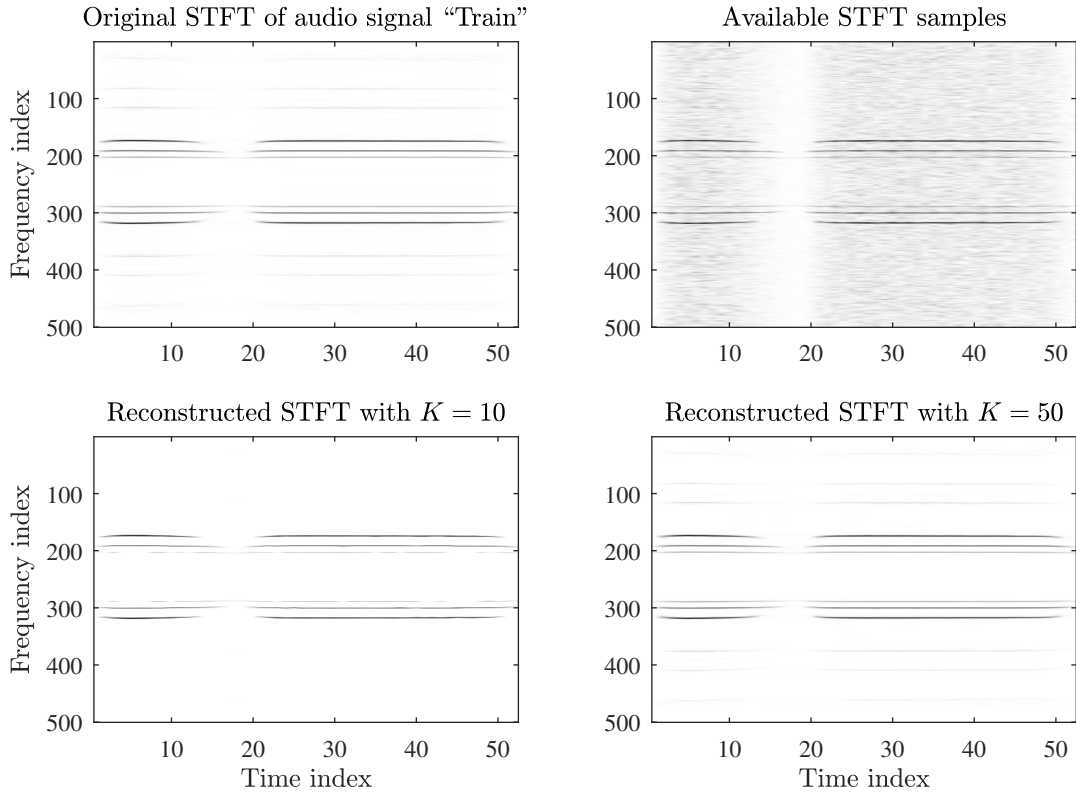 Original STFT of audio signal “Train”
Frequency index
100
200
300
400
500
10 20 30 40 50
Available STFT samples
100
200
300
400
500
10 20 30 40 50
Reconstructed STFT with K = 10
Frequency index
100
200
300
400
500
10 20 30 40 50
Time index
Reconstructed STFT with K = 50
100
200
300
400
500
10 20 30 40 50
Time index